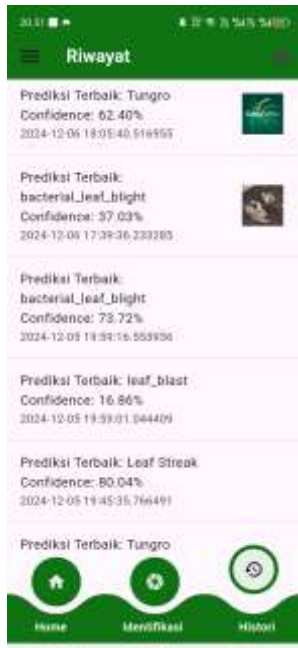 20.51
Riwayat
Prediksi Terbaik: Tungro
Confidence: 62.40%
2024-12-06 18:05:40.516955
Prediksi Terbaik:
bacterial_leaf_blight
Confidence: 37.03%
2024-12-06 17:39:36.233285
Prediksi Terbaik:
bacterial_leaf_blight
Confidence: 73.72%
2024-12-05 19:59:16.553936
Prediksi Terbaik: leaf_blast
Confidence: 16.86%
2024-12-05 19:59:01.044409
Prediksi Terbaik: Leaf Streak
Confidence: 80.04%
2024-12-05 19:45:35.766491
Prediksi Terbaik: Tungro
Home Identifikasi Histori